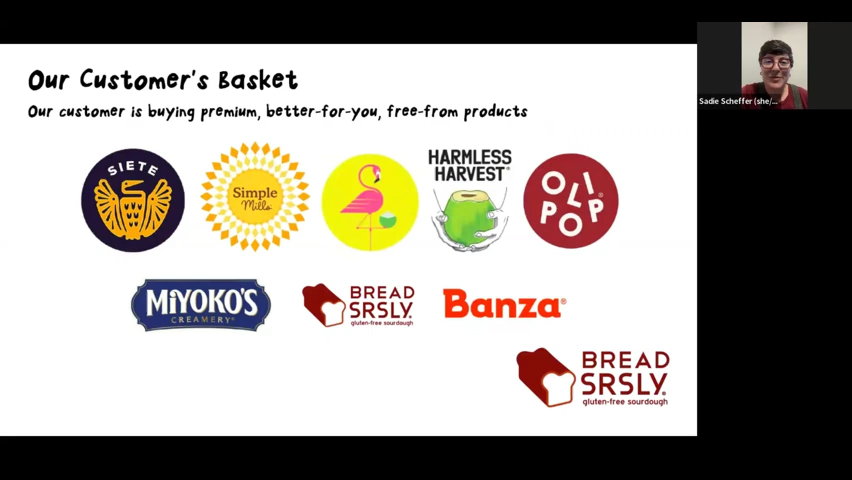 Our Customer's Basket
Our customer is buying premium, better-for-you, free-from products
SIETE
Simple
Mills
HARMLESS
HARVEST®
OLI
POP®
MIYOKO'S
CREAMERY®
BREAD
SRSLY®
gluten-free sourdough
Banza®
BREAD
SRSLY®
gluten-free sourdough
Sadie Scheffer (she/...